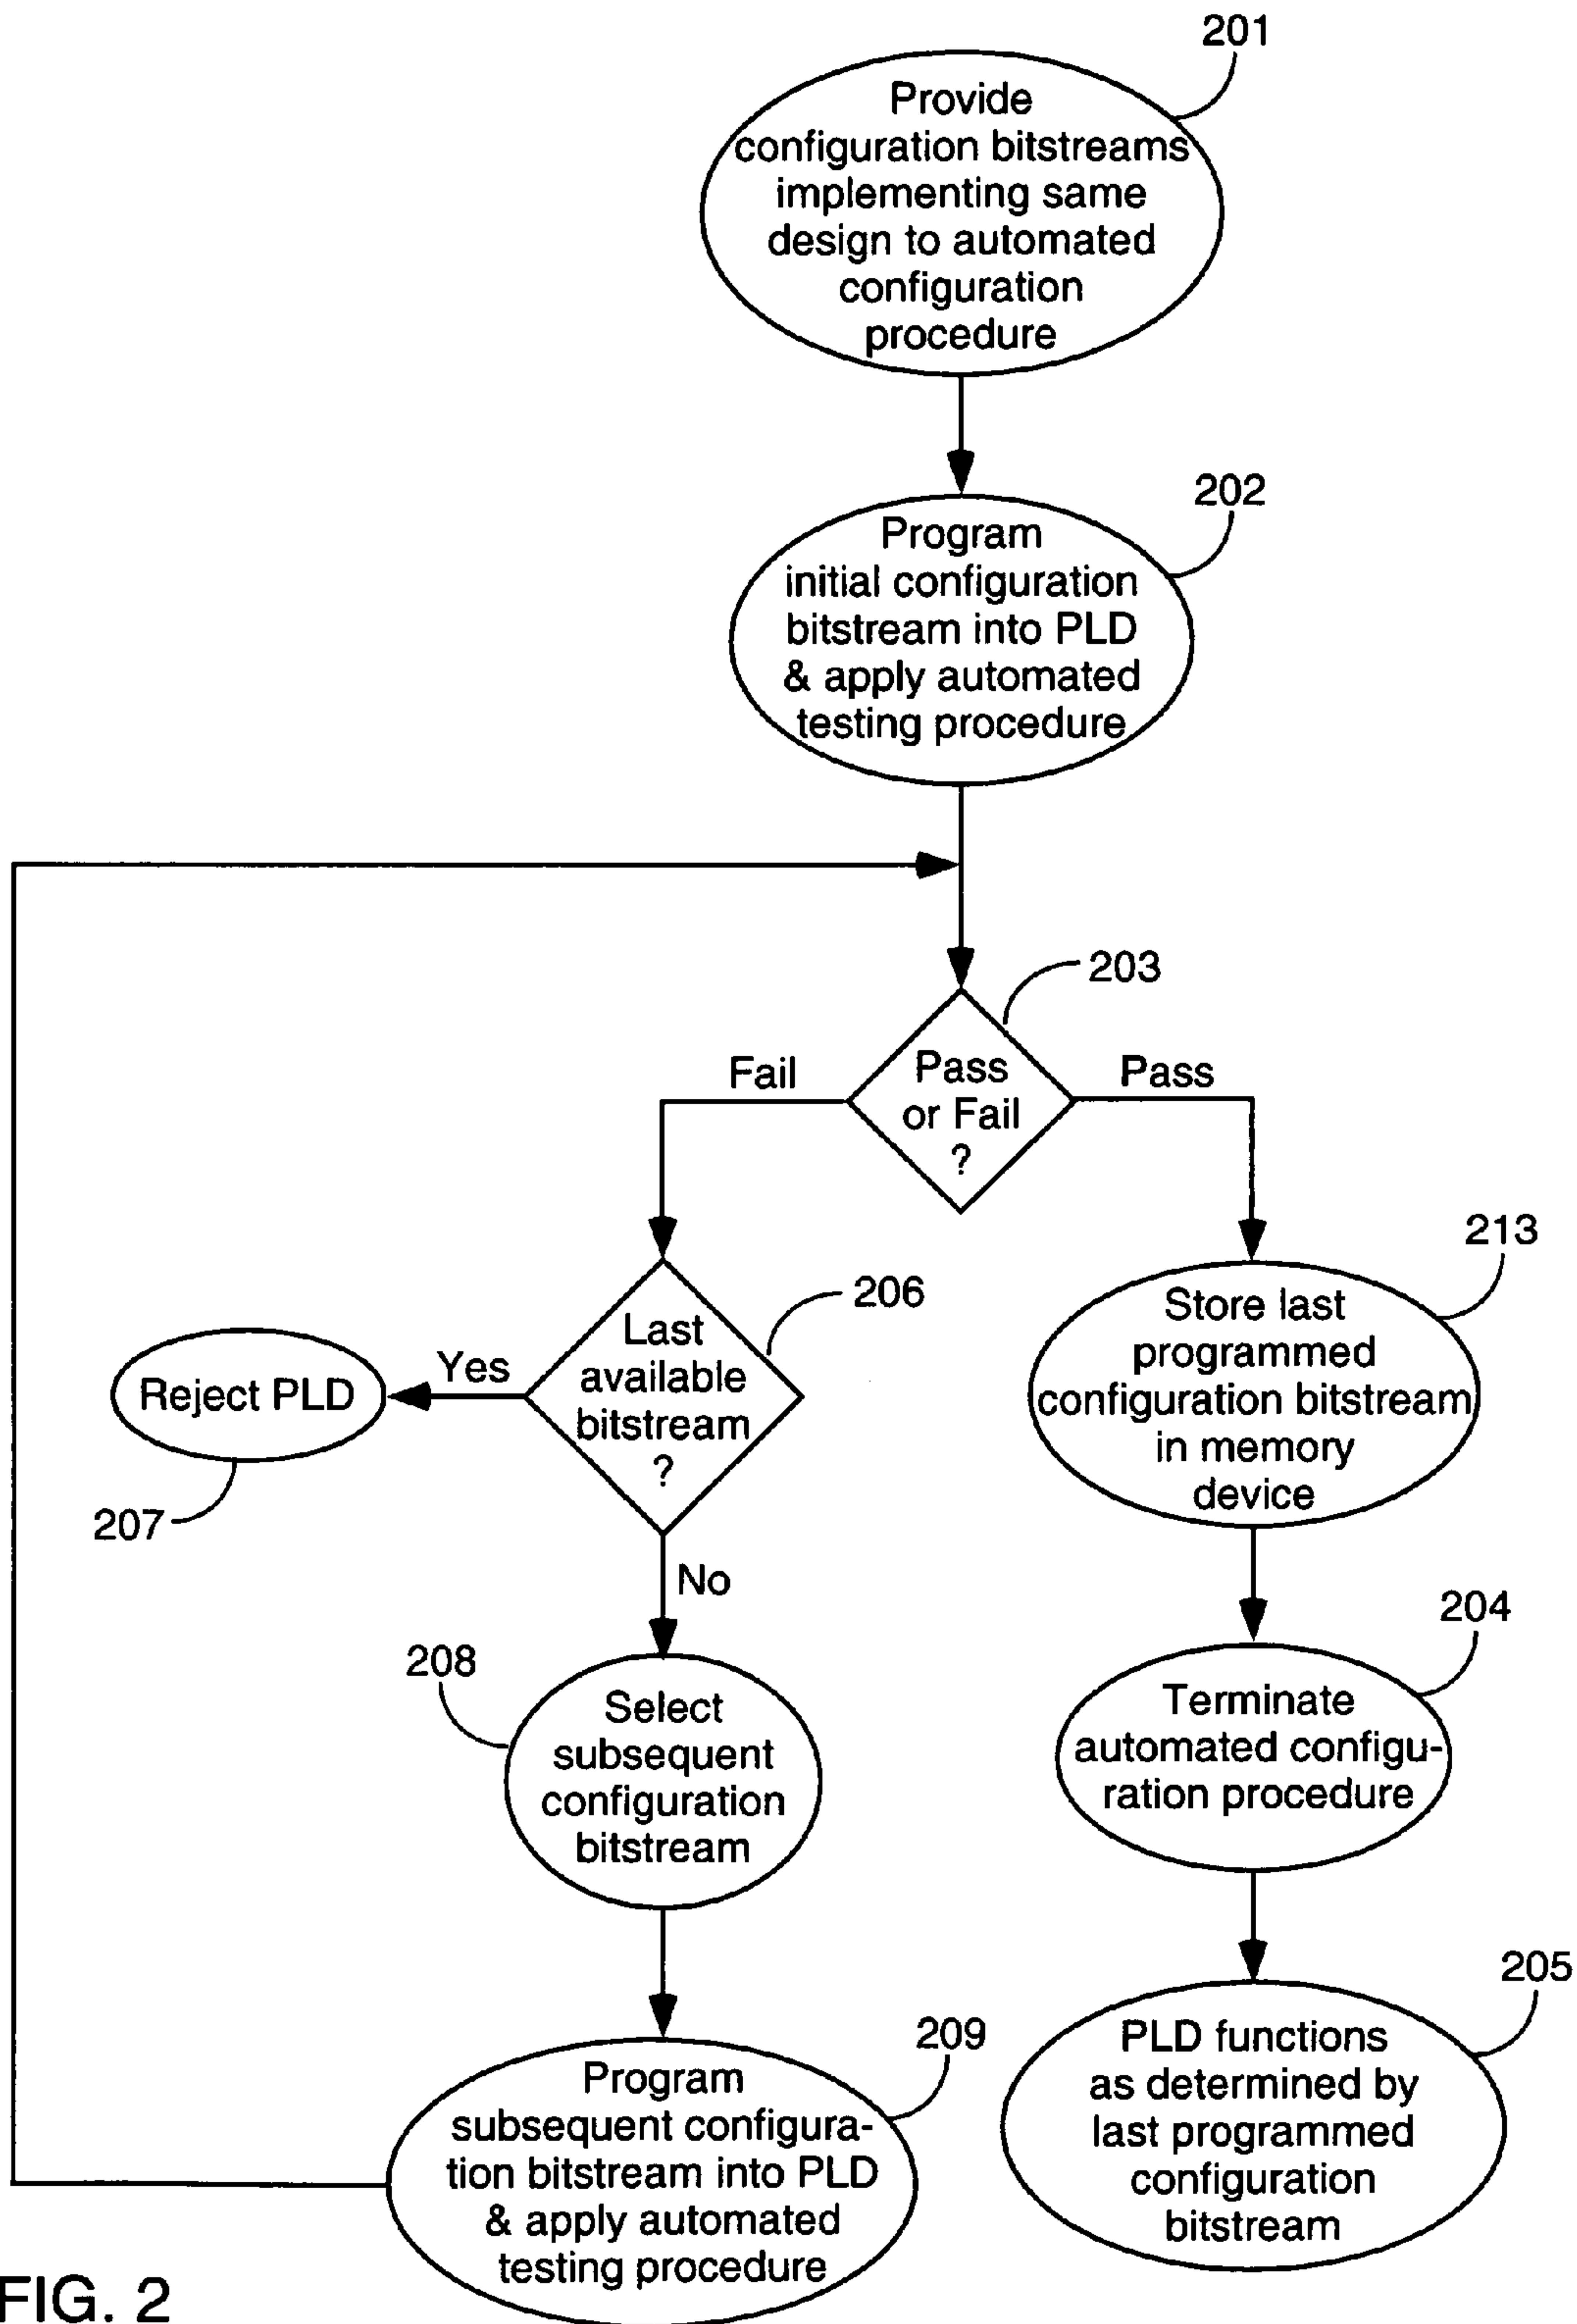 201
Provide
configuration bitstreams
implementing same
design to automated
configuration
procedure
202
Program
initial configuration
bitstream into PLD
& apply automated
testing procedure
203
Pass
or Fail
?
Fail
Pass
206
Last
available
bitstream
?
Yes
Reject PLD
207
No
213
Store last
programmed
configuration bitstream
in memory
device
208
Select
subsequent
configuration
bitstream
204
Terminate
automated configu-
ration procedure
209
Program
subsequent configura-
tion bitstream into PLD
& apply automated
testing procedure
205
PLD functions
as determined by
last programmed
configuration
bitstream
FIG. 2